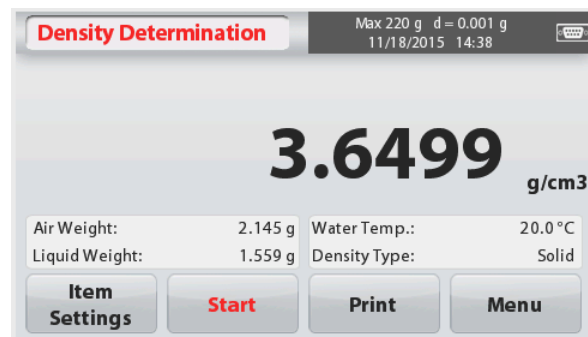 Density Determination
Max 220 g d = 0.001 g
11/18/2015 14:38
3.6499
g/cm3
Air Weight: 2.145 g Water Temp.: 20.0 °C
Liquid Weight: 1.559 g Density Type: Solid
Item
Settings
Start
Print
Menu